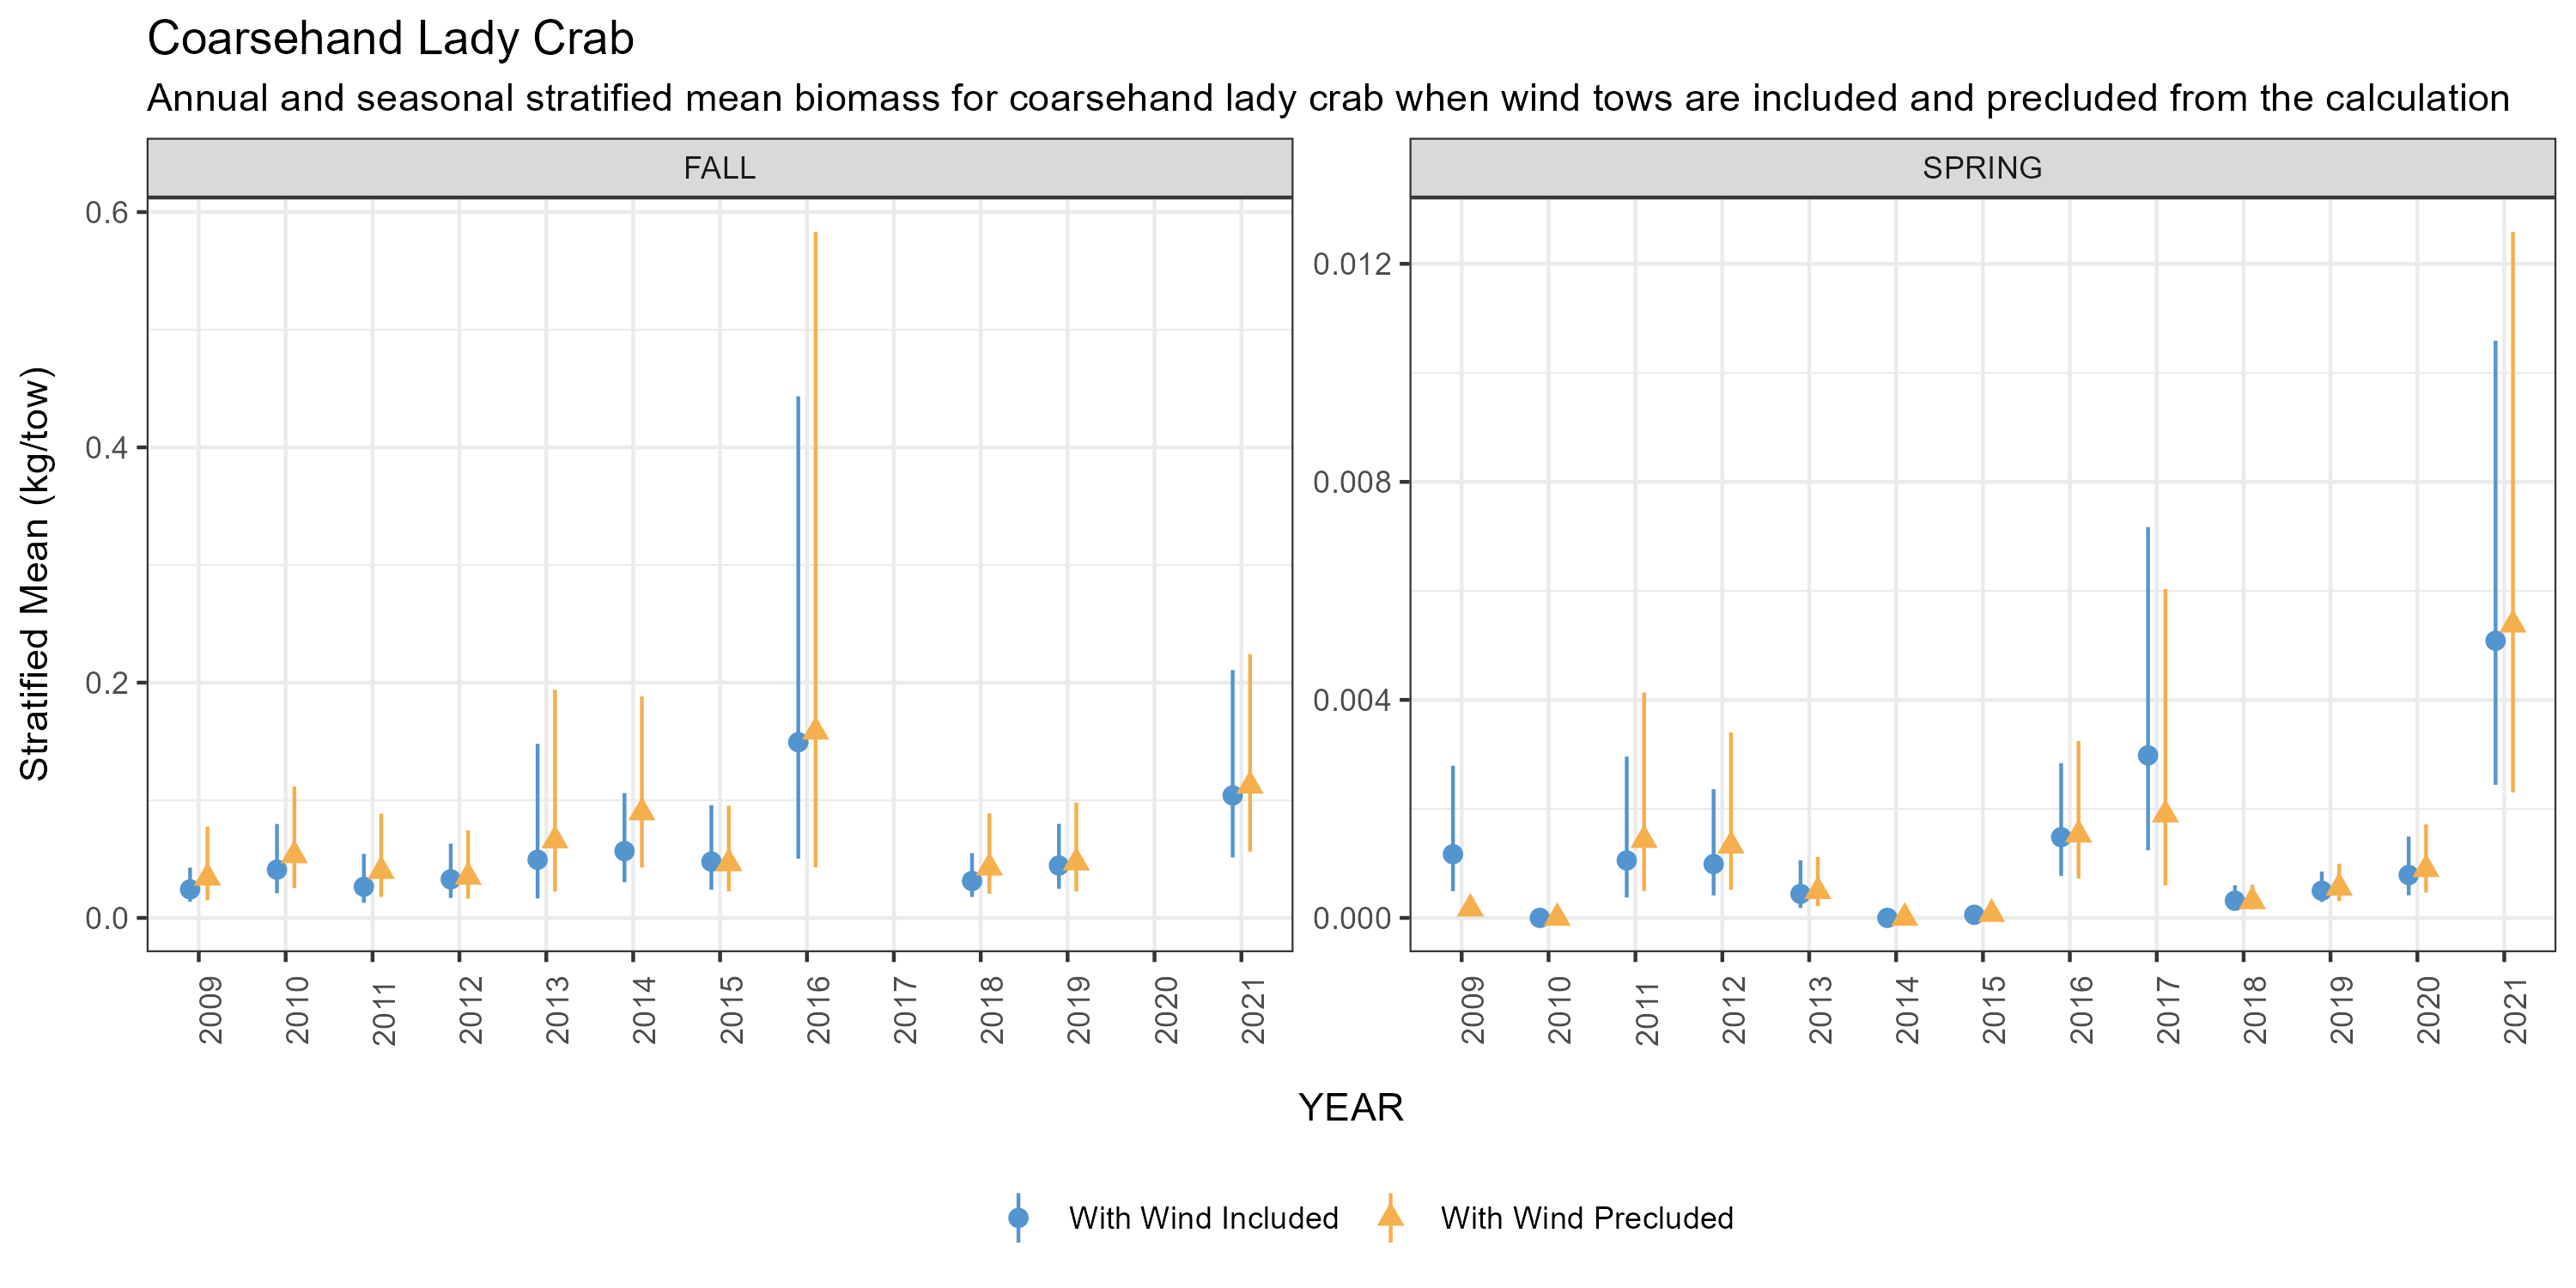 Coarsehand Lady Crab
Annual and seasonal stratified mean biomass for coarsehand lady crab when wind tows are included and precluded from the calculation
FALL
SPRING
Stratified Mean (kg/tow)
0.6
0.4
0.2
0.0
0.012
0.008
0.004
0.000
2009 2010 2011 2012 2013 2014 2015 2016 2017 2018 2019 2020 2021
2009 2010 2011 2012 2013 2014 2015 2016 2017 2018 2019 2020 2021
YEAR
With Wind Included With Wind Precluded